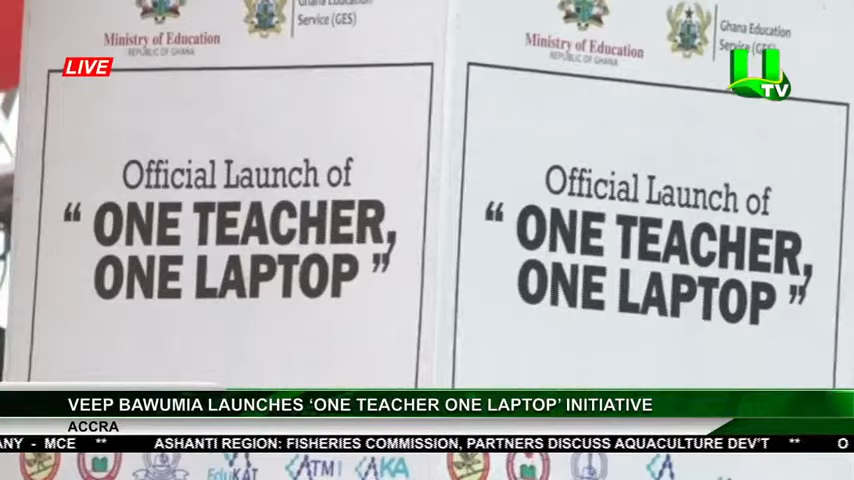 Ghana Education
Service (GES)
Ministry of Education
REPUBLIC OF GHANA
Official Launch of
“ ONE TEACHER,
ONE LAPTOP ”
Ministry of Education
REPUBLIC OF GHANA
Ghana Education
Service (GES)
Official Launch of
“ ONE TEACHER,
ONE LAPTOP ”
LIVE
U
TV
VEEP BAWUMIA LAUNCHES ‘ONE TEACHER ONE LAPTOP’ INITIATIVE
ACCRA
ANY - MCE ** ASHANTI REGION: FISHERIES COMMISSION, PARTNERS DISCUSS AQUACULTURE DEV'T ** O
EduKAT